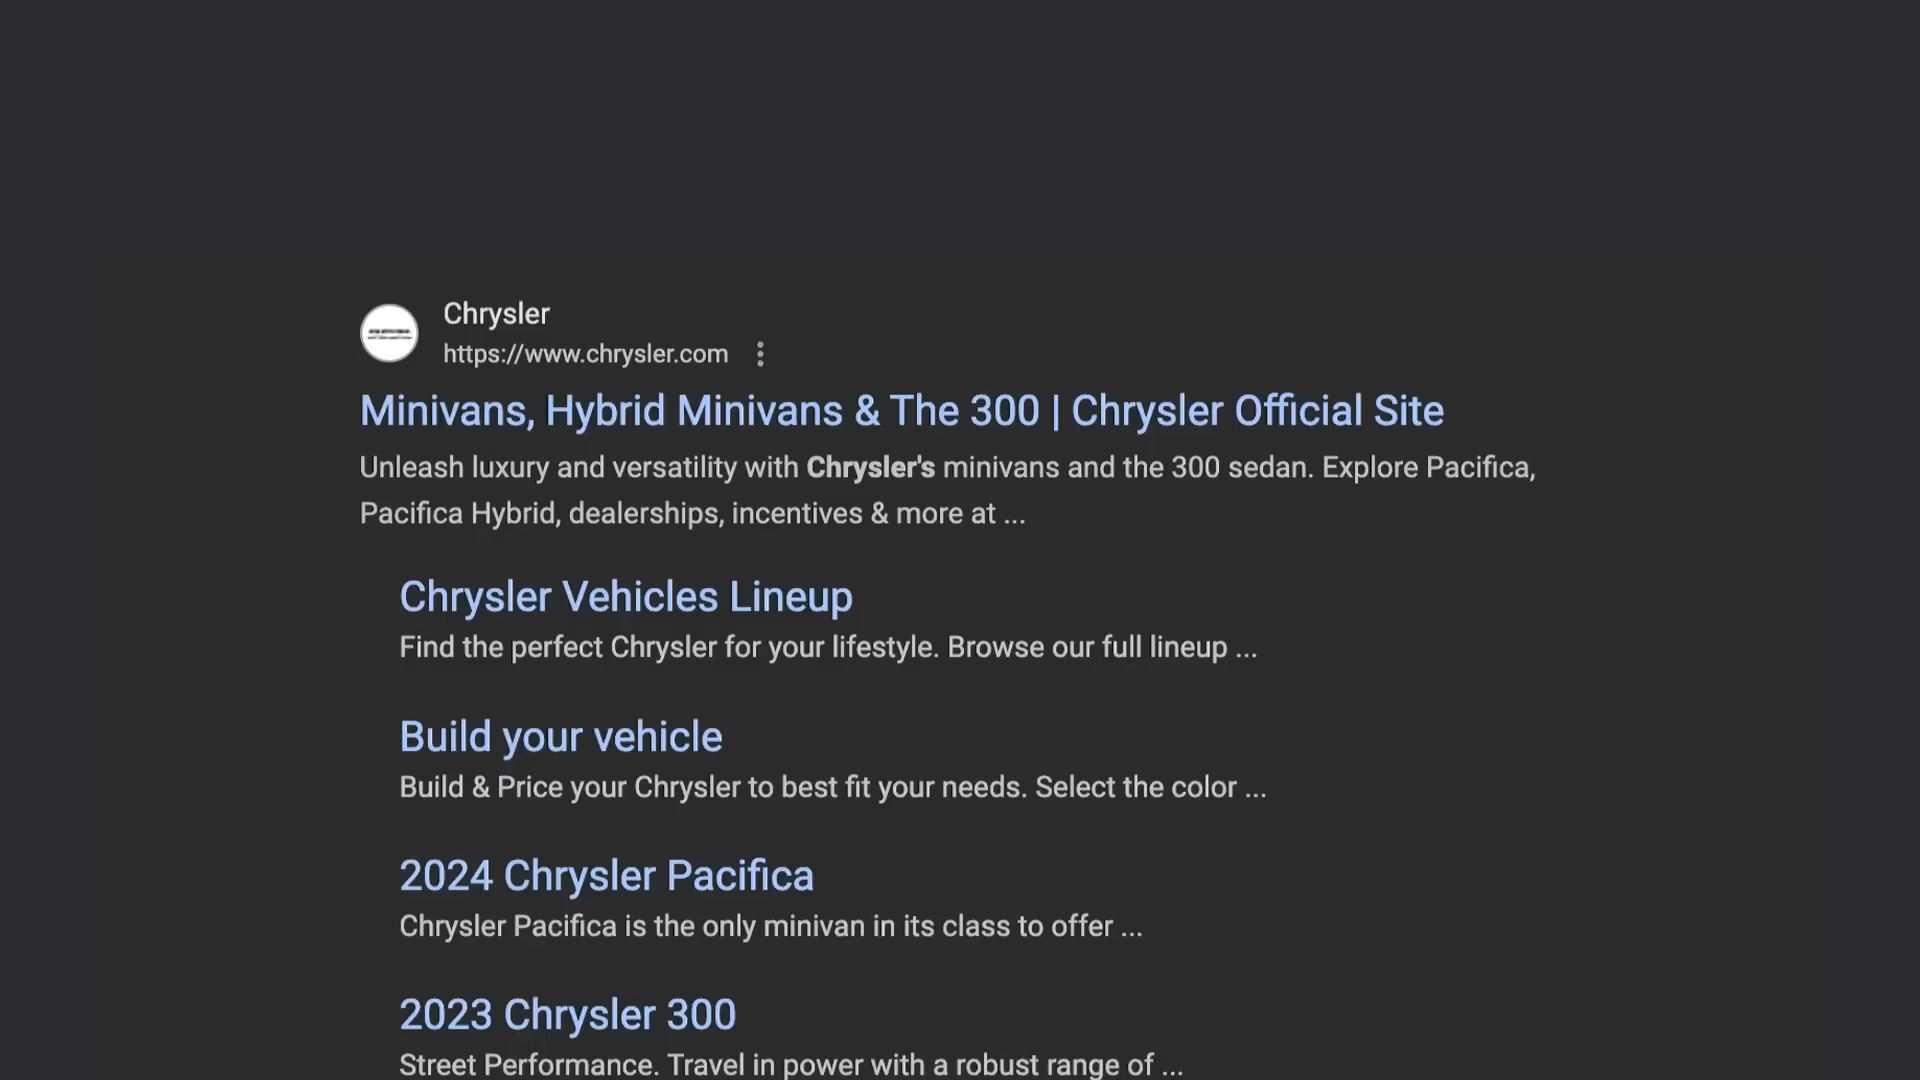 Chrysler
https://www.chrysler.com
Minivans, Hybrid Minivans & The 300 | Chrysler Official Site
Unleash luxury and versatility with Chrysler's minivans and the 300 sedan. Explore Pacifica,
Pacifica Hybrid, dealerships, incentives & more at ...
Chrysler Vehicles Lineup
Find the perfect Chrysler for your lifestyle. Browse our full lineup ...
Build your vehicle
Build & Price your Chrysler to best fit your needs. Select the color ...
2024 Chrysler Pacifica
Chrysler Pacifica is the only minivan in its class to offer ...
2023 Chrysler 300
Street Performance. Travel in power with a robust range of ...